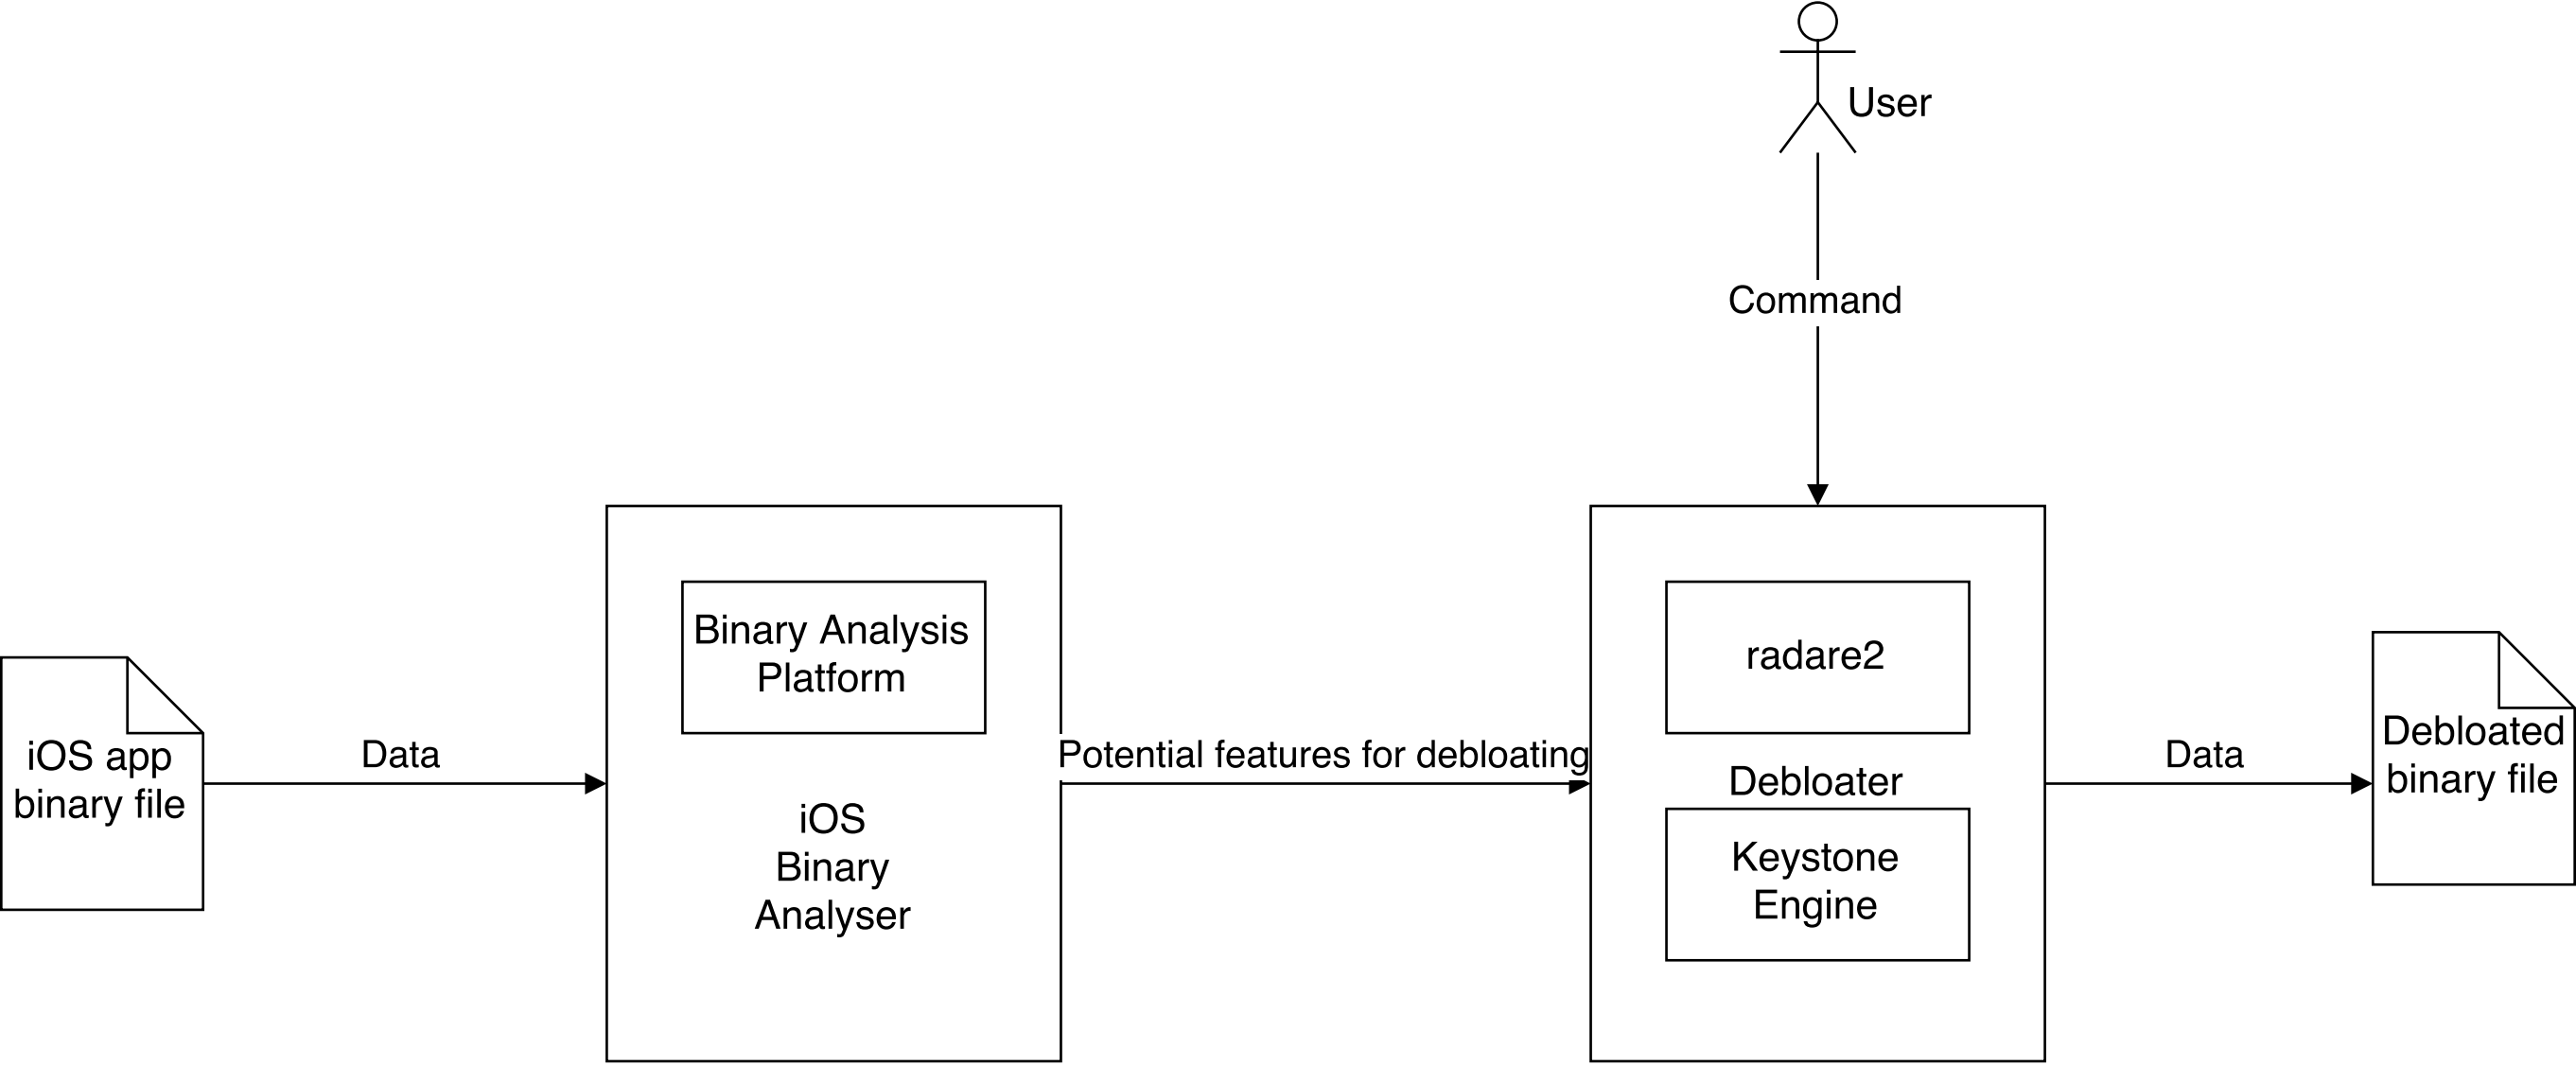 User
Command
Binary Analysis
Platform
radare2
iOS app
binary file
Data
iOS
Binary
Analyser
Potential features for debloating
Debloater
Keystone
Engine
Data
Debloated
binary file